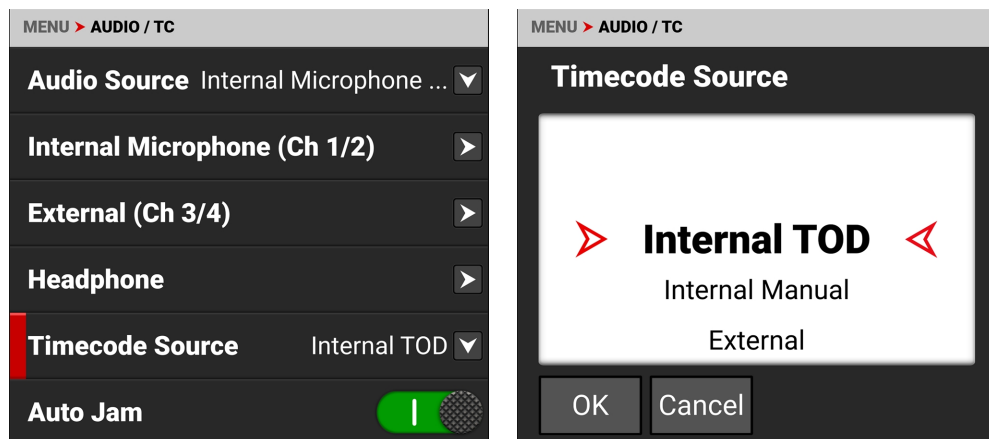 MENU AUDIO / TC
Audio Source Internal Microphone ...
Internal Microphone (Ch 1/2)
External (Ch 3/4)
Headphone
Timecode Source Internal TOD
Auto Jam
MENU AUDIO / TC
Timecode Source
Internal TOD
Internal Manual
External
OK Cancel